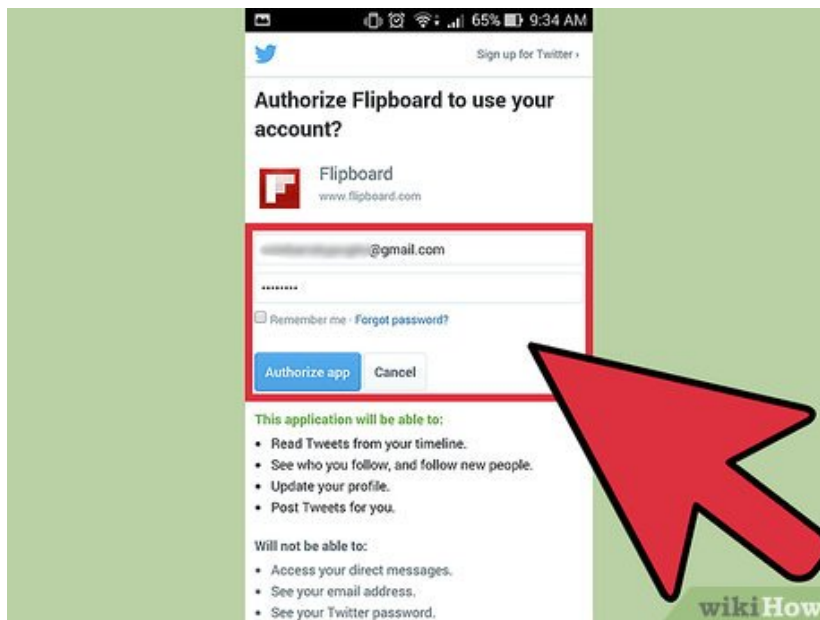 65% 9:34 AM
Sign up for Twitter ›
Authorize Flipboard to use your
account?
Flipboard
www.flipboard.com
@gmail.com
••••••••
Remember me · Forgot password?
Authorize app Cancel
This application will be able to:
• Read Tweets from your timeline.
• See who you follow, and follow new people.
• Update your profile.
• Post Tweets for you.
Will not be able to:
• Access your direct messages.
• See your email address.
• See your Twitter password.
wikiHow